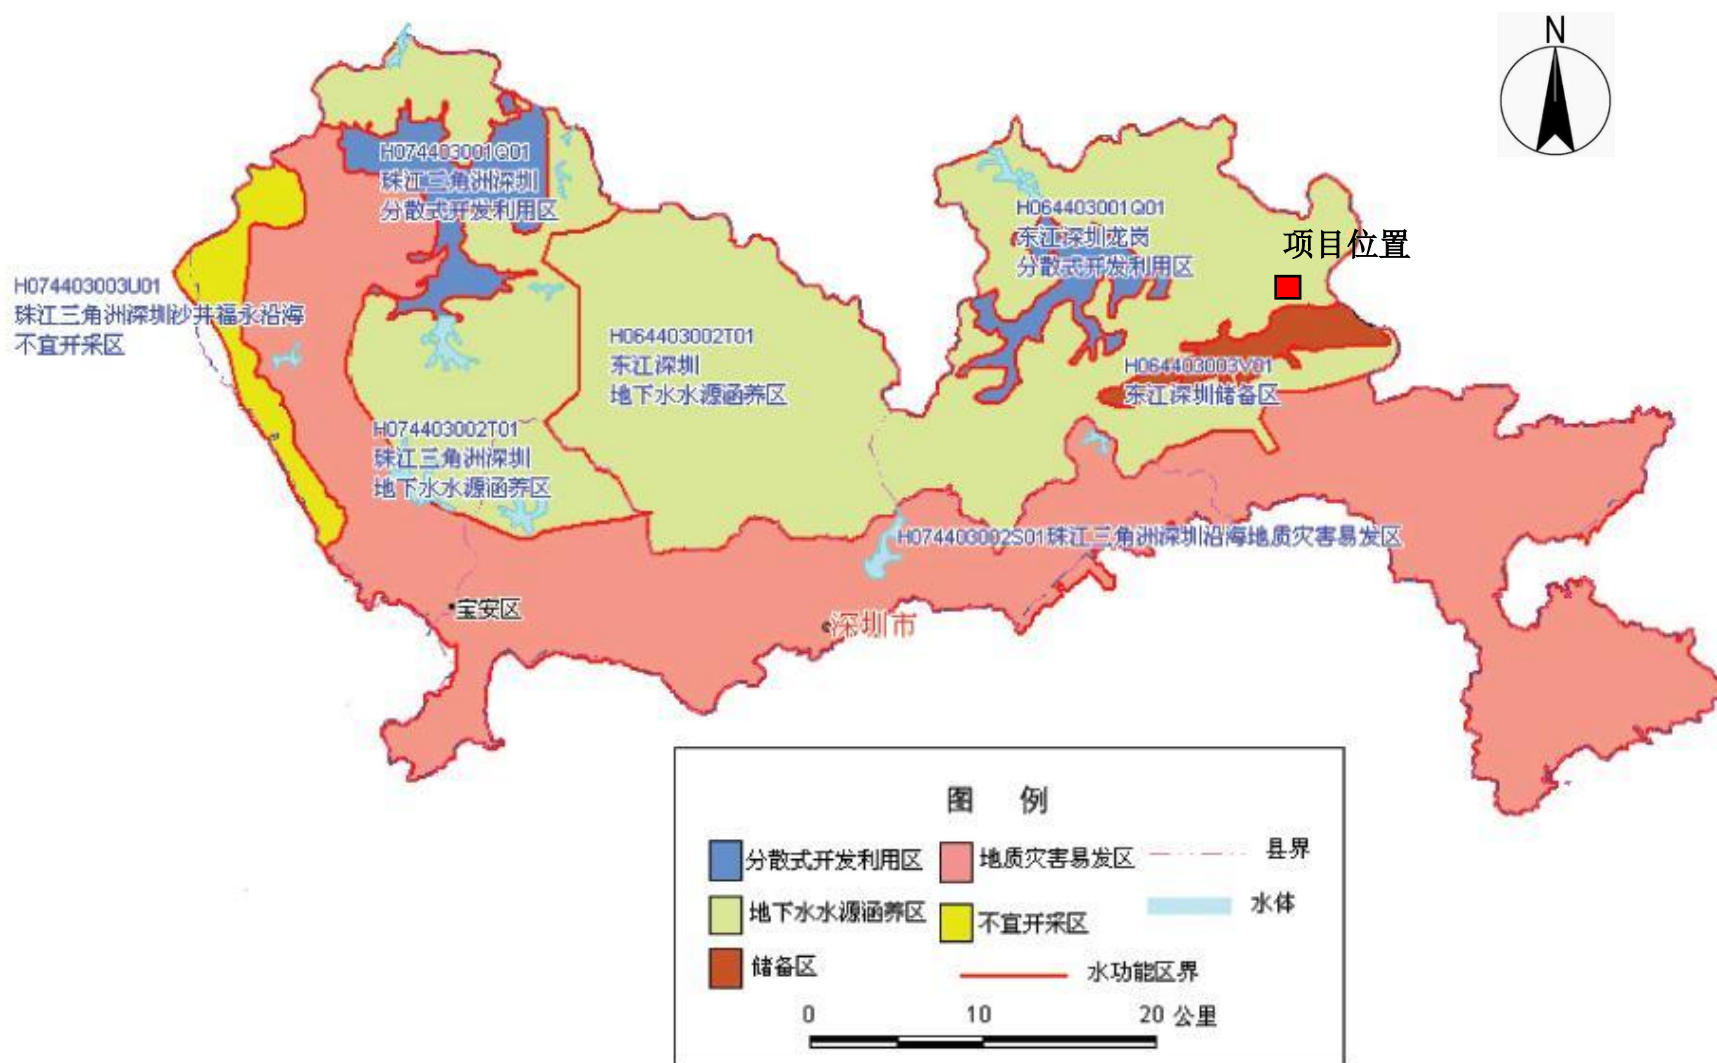 N
H074403001Q01
珠江三角洲深圳
分散式开发利用区
H064403001Q01
东江深圳龙岗
分散式开发利用区
项目位置
H074403003U01
珠江三角洲深圳沙井福永沿海
不宜开采区
H064403002T01
东江深圳
地下水水源涵养区
H064403003V01
东江深圳储备区
H074403002T01
珠江三角洲深圳
地下水水源涵养区
H074403002S01珠江三角洲深圳沿海地质灾害易发区
宝安区
深圳市
图 例
分散式开发利用区
地质灾害易发区
县界
地下水水源涵养区
不宜开采区
水体
储备区
水功能区界
0 10 20 公里